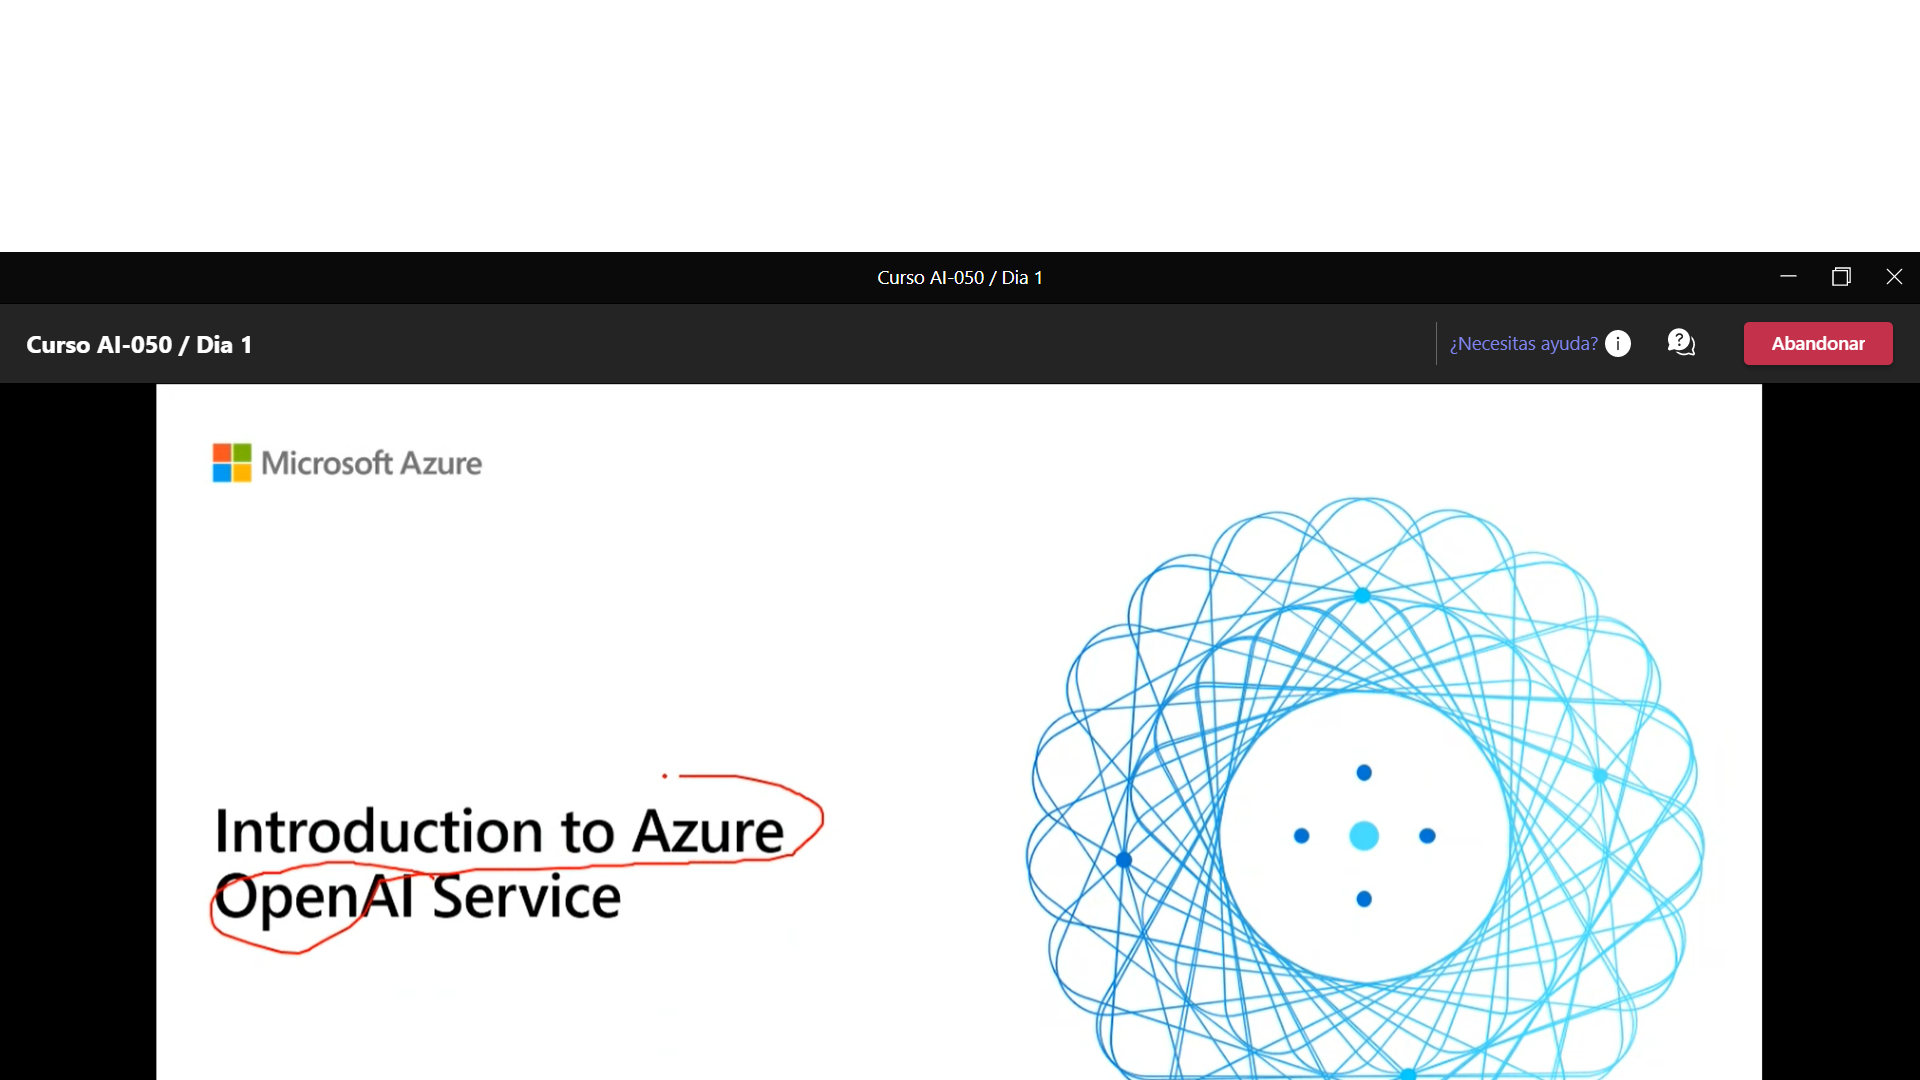 Curso AI-050 / Dia 1
Curso AI-050 / Dia 1
¿Necesitas ayuda?
Abandonar
Microsoft Azure
Introduction to Azure
OpenAI Service